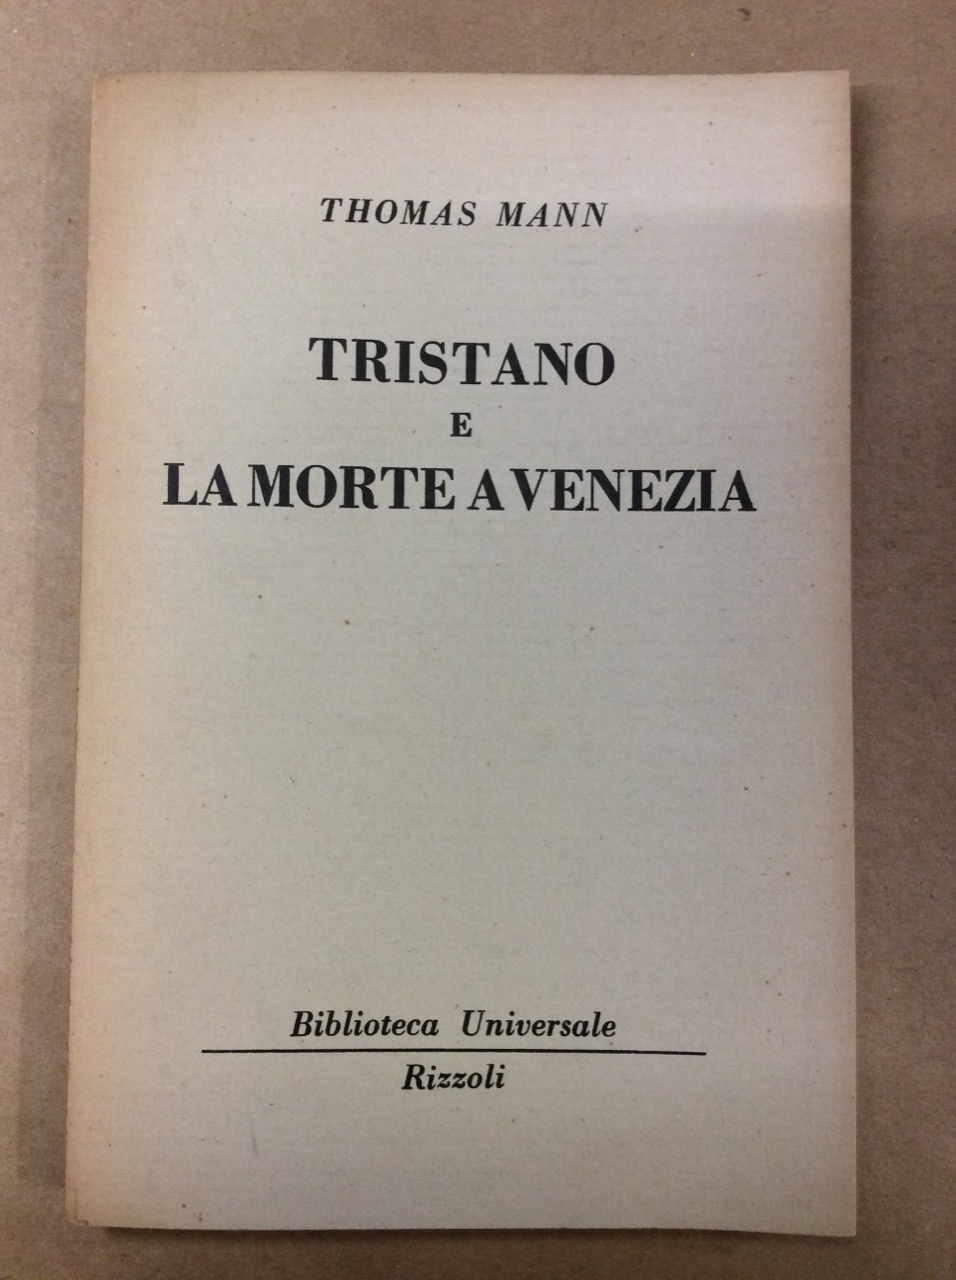 THOMAS MANN
TRISTANO
E
LA MORTE A VENEZIA
Biblioteca Universale
Rizzoli